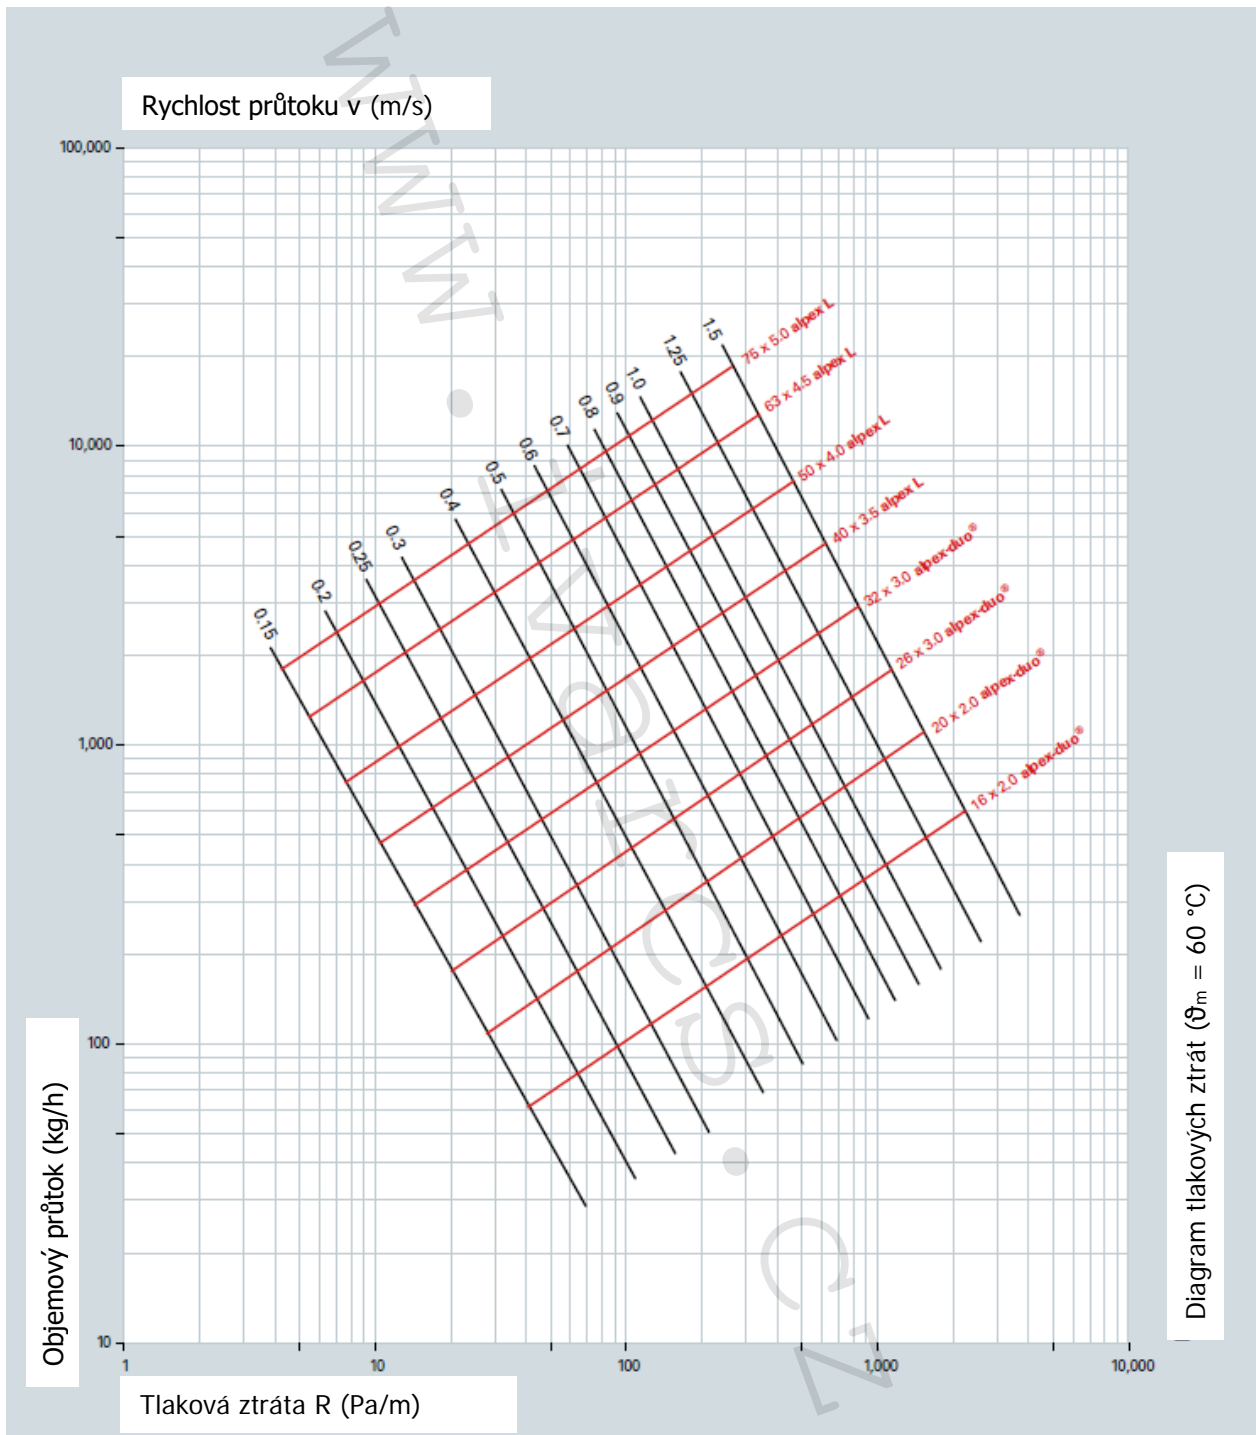 Rychlost průtoku v (m/s)
100,000
10,000
1,000
100
10
1
10
100
1,000
10,000
0.15
0.2
0.25
0.3
0.4
0.5
0.6
0.7
0.8
0.9
1.0
1.25
1.5
75 x 5.0 alpex L
63 x 4.5 alpex L
50 x 4.0 alpex L
40 x 3.5 alpex L
32 x 3.0 alpex-duo®
26 x 3.0 alpex-duo®
20 x 2.0 alpex-duo®
16 x 2.0 alpex-duo®
Objemový průtok (kg/h)
Tlaková ztráta R (Pa/m)
Diagram tlakových ztrát (ϑm = 60 °C)
www.ivarcs.cz